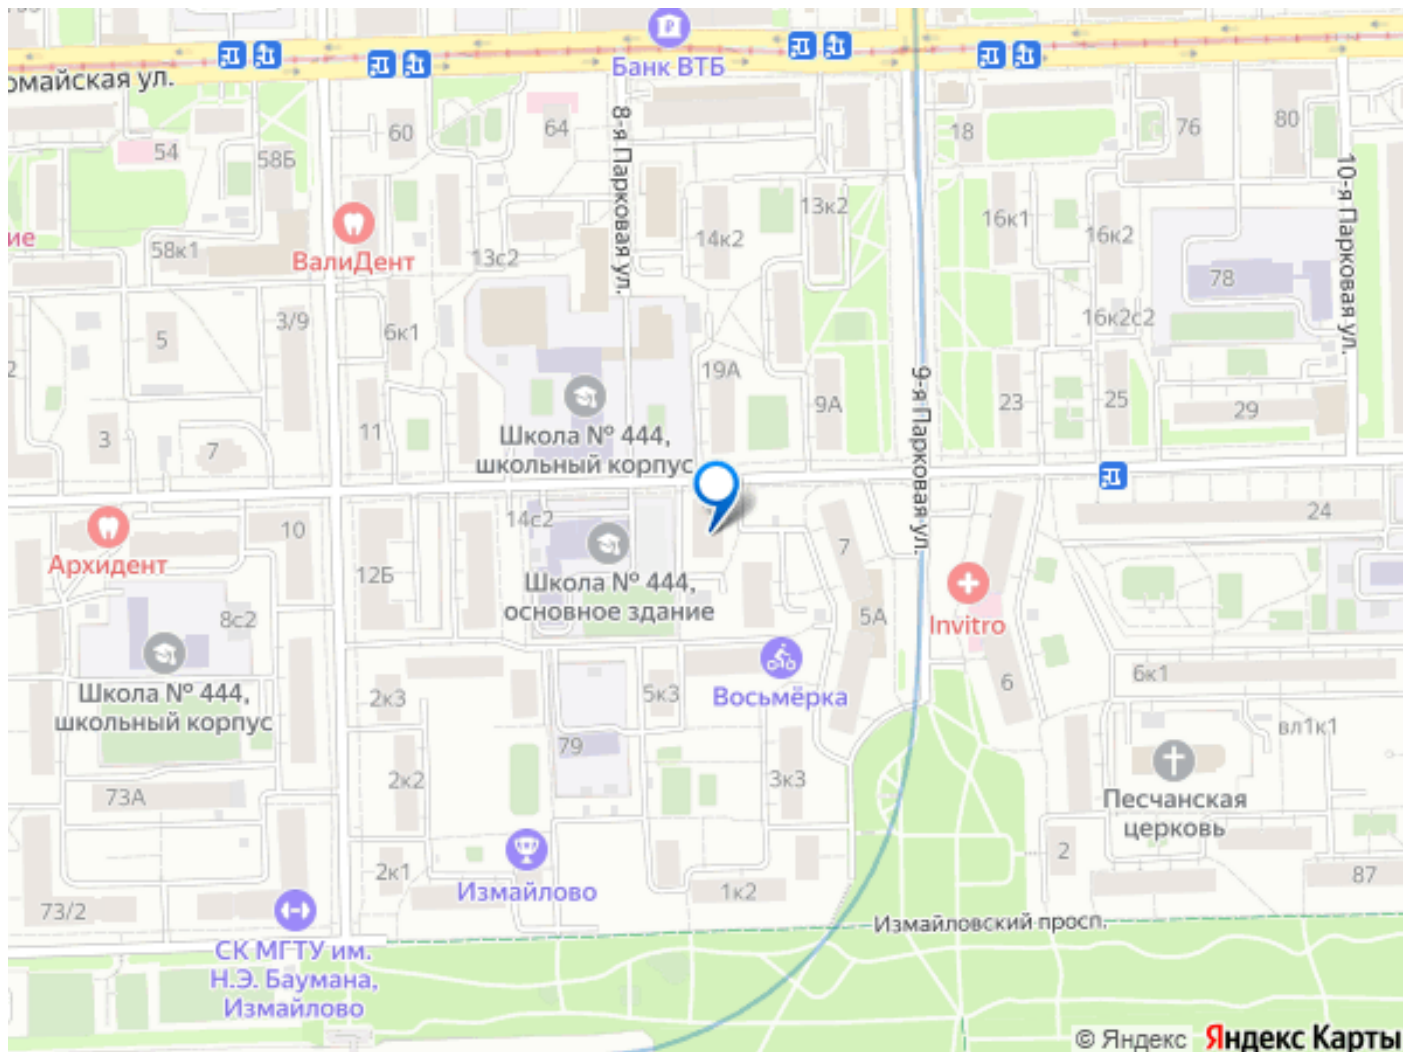 Банк ВТБ
омайская ул.
60
64
8-я Парковая ул.
18
76
80
54
58Б
10-я Парковая ул.
13к2
16к1
16к2
ие
58к1
ВалиДент
13с2
14к2
78
3/9
6к1
16к2с2
5
2
19А
9А
23
25
29
9-я Парковая ул.
3
7
11
Школа № 444,
школьный корпус
10
14с2
24
Архидент
12Б
7
Школа № 444,
основное здание
8с2
5А
Invitro
Школа № 444,
школьный корпус
2к3
5к3
Восьмёрка
6
6к1
вл1к1
79
2к2
3к3
73А
Песчанская
церковь
2
2к1
Измайлово
1к2
87
73/2
Измайловский просп.
СК МГТУ им.
Н.Э. Баумана,
Измайлово
© Яндекс Яндекс Карты